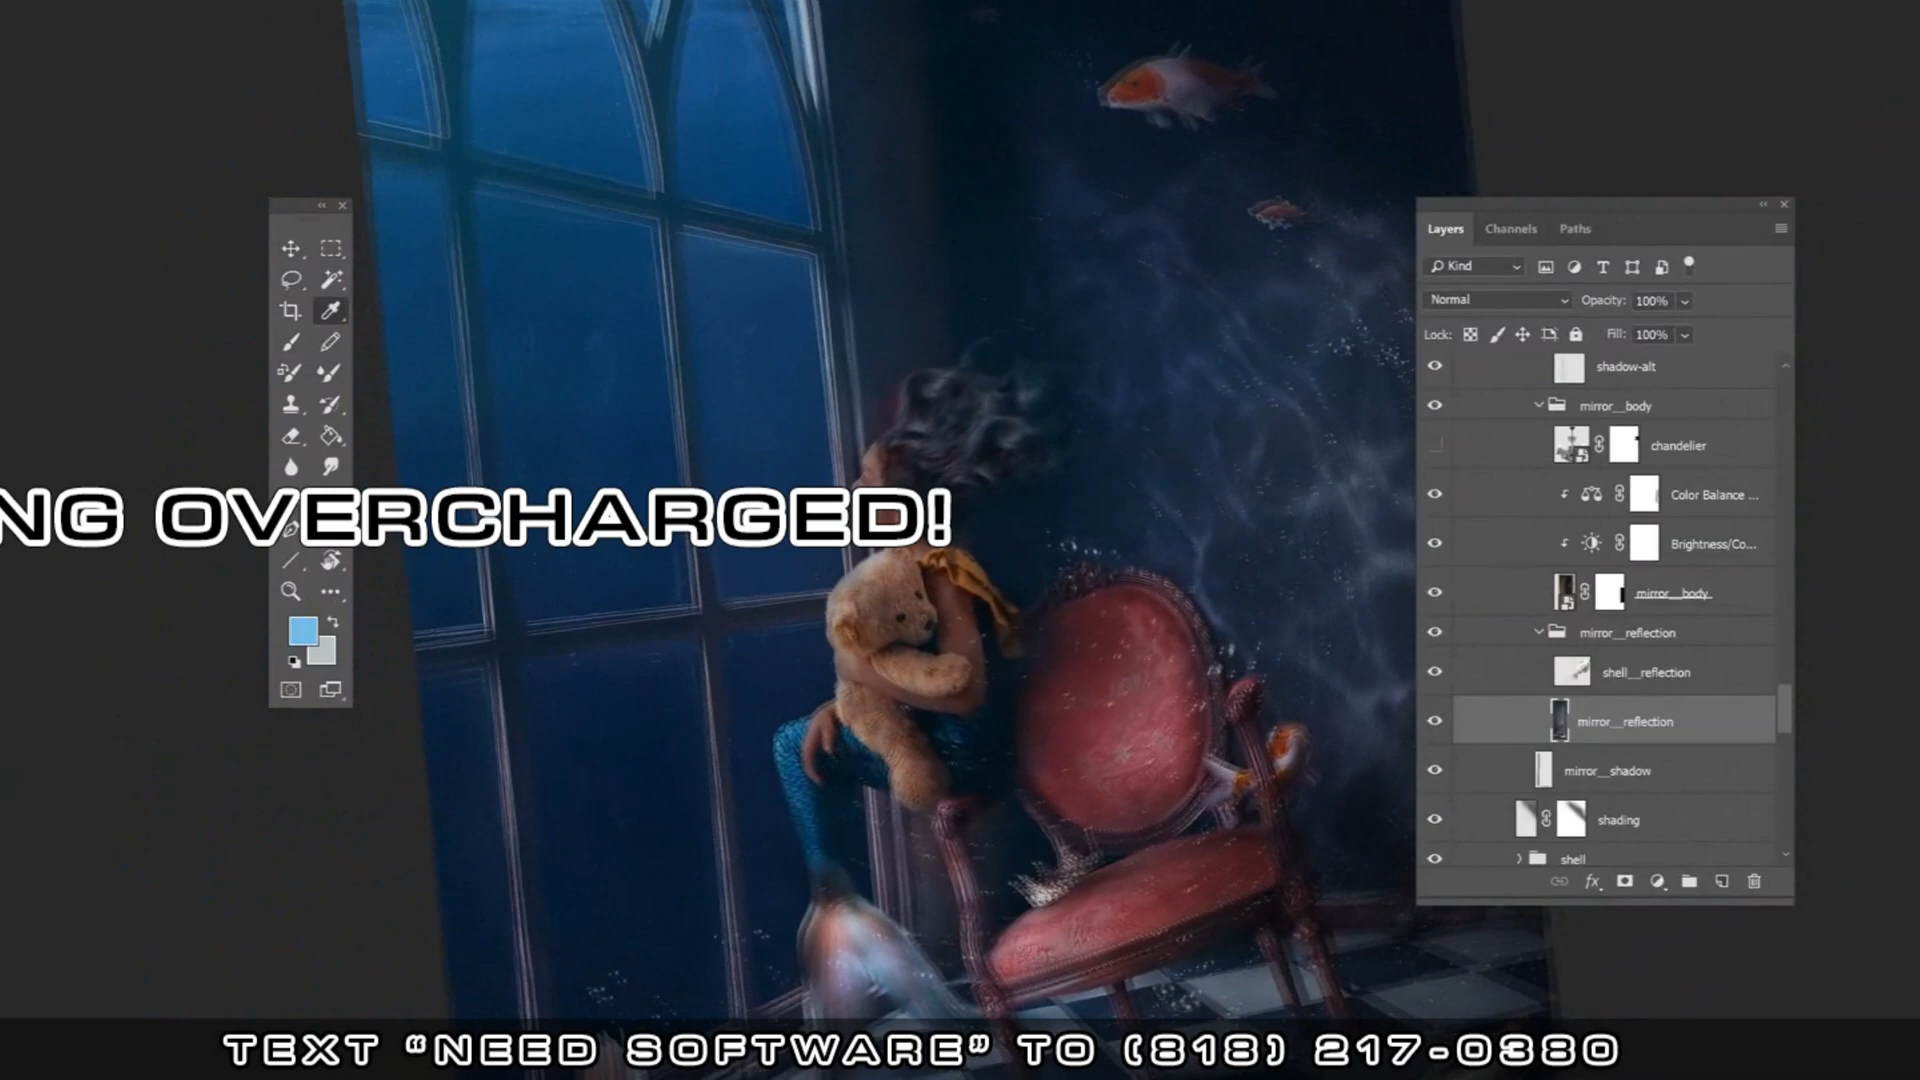 Layers Channels Paths
Kind
Normal Opacity: 100%
Lock: Fill: 100%
shadow-alt
mirror__body
chandelier
Color Balance ...
Brightness/Co...
mirror__body
mirror__reflection
shell__reflection
mirror__reflection
mirror__shadow
shading
shell
fx
NG OVERCHARGED!
TEXT “NEED SOFTWARE” TO (818) 217-0380